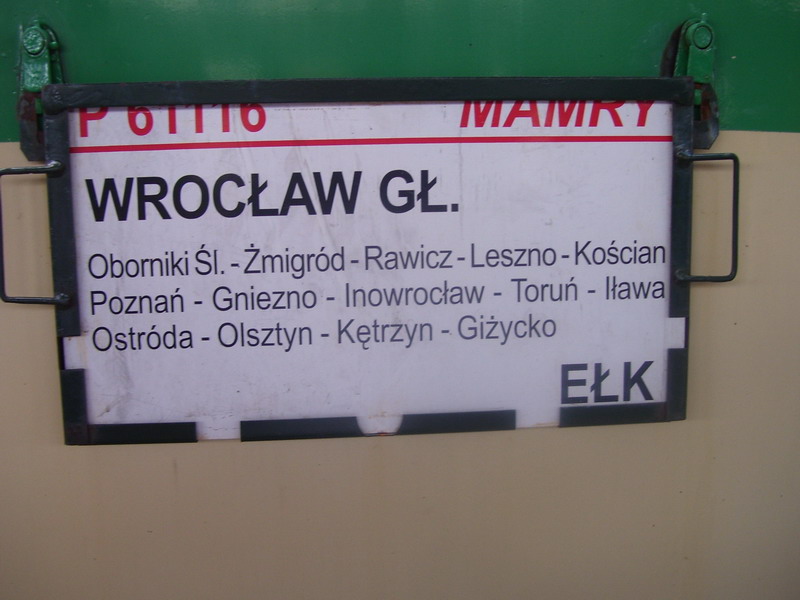 P 61116 MAMRY
WROCŁAW GŁ.
Oborniki Śl. - Żmigród - Rawicz - Leszno - Kościan
Poznań - Gniezno - Inowrocław - Toruń - Iława
Ostróda - Olsztyn - Kętrzyn - Giżycko
EŁK